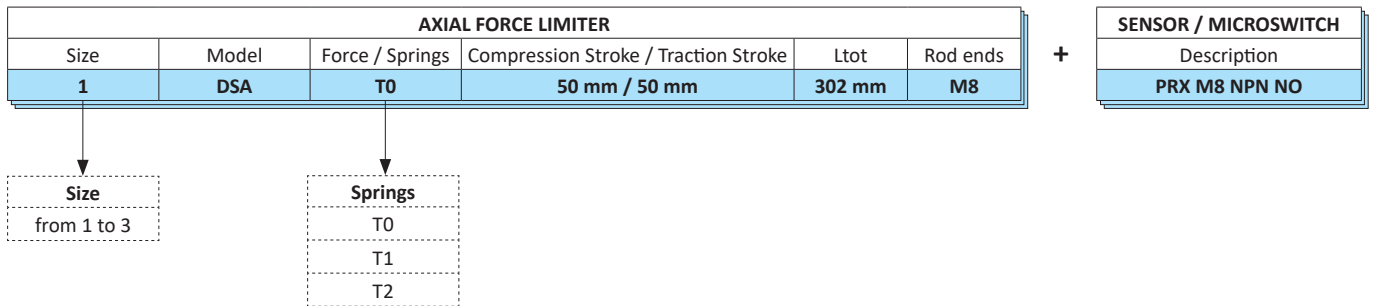 AXIAL FORCE LIMITER
Size Model Force / Springs Compression Stroke / Traction Stroke Ltot Rod ends
1 DSA T0 50 mm / 50 mm 302 mm M8
+
SENSOR / MICROSWITCH
Description
PRX M8 NPN NO
Size
from 1 to 3
Springs
T0
T1
T2